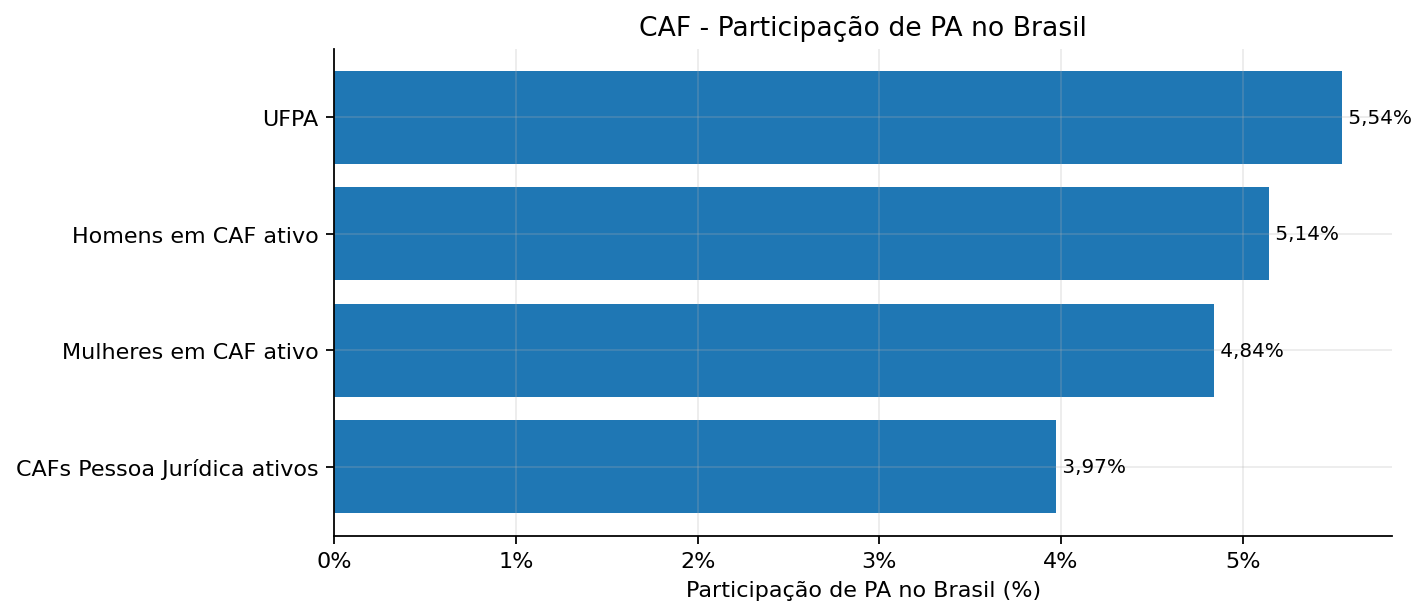 CAF - Participação de PA no Brasil
UFPA
5,54%
Homens em CAF ativo
5,14%
Mulheres em CAF ativo
4,84%
CAFs Pessoa Jurídica ativos
3,97%
0%
1%
2%
3%
4%
5%
Participação de PA no Brasil (%)